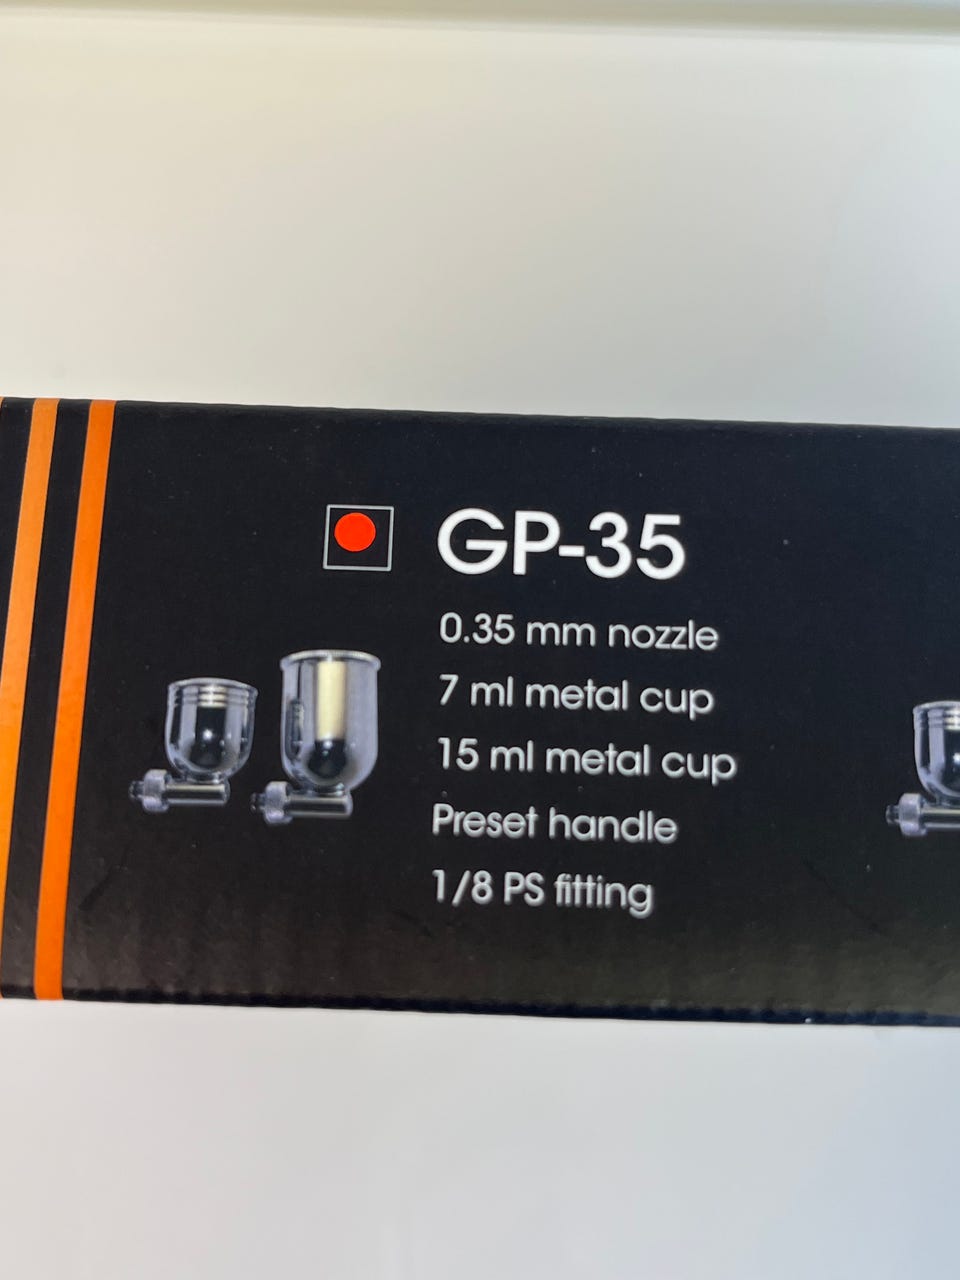 GP-35
0.35 mm nozzle
7 ml metal cup
15 ml metal cup
Preset handle
1/8 PS fitting